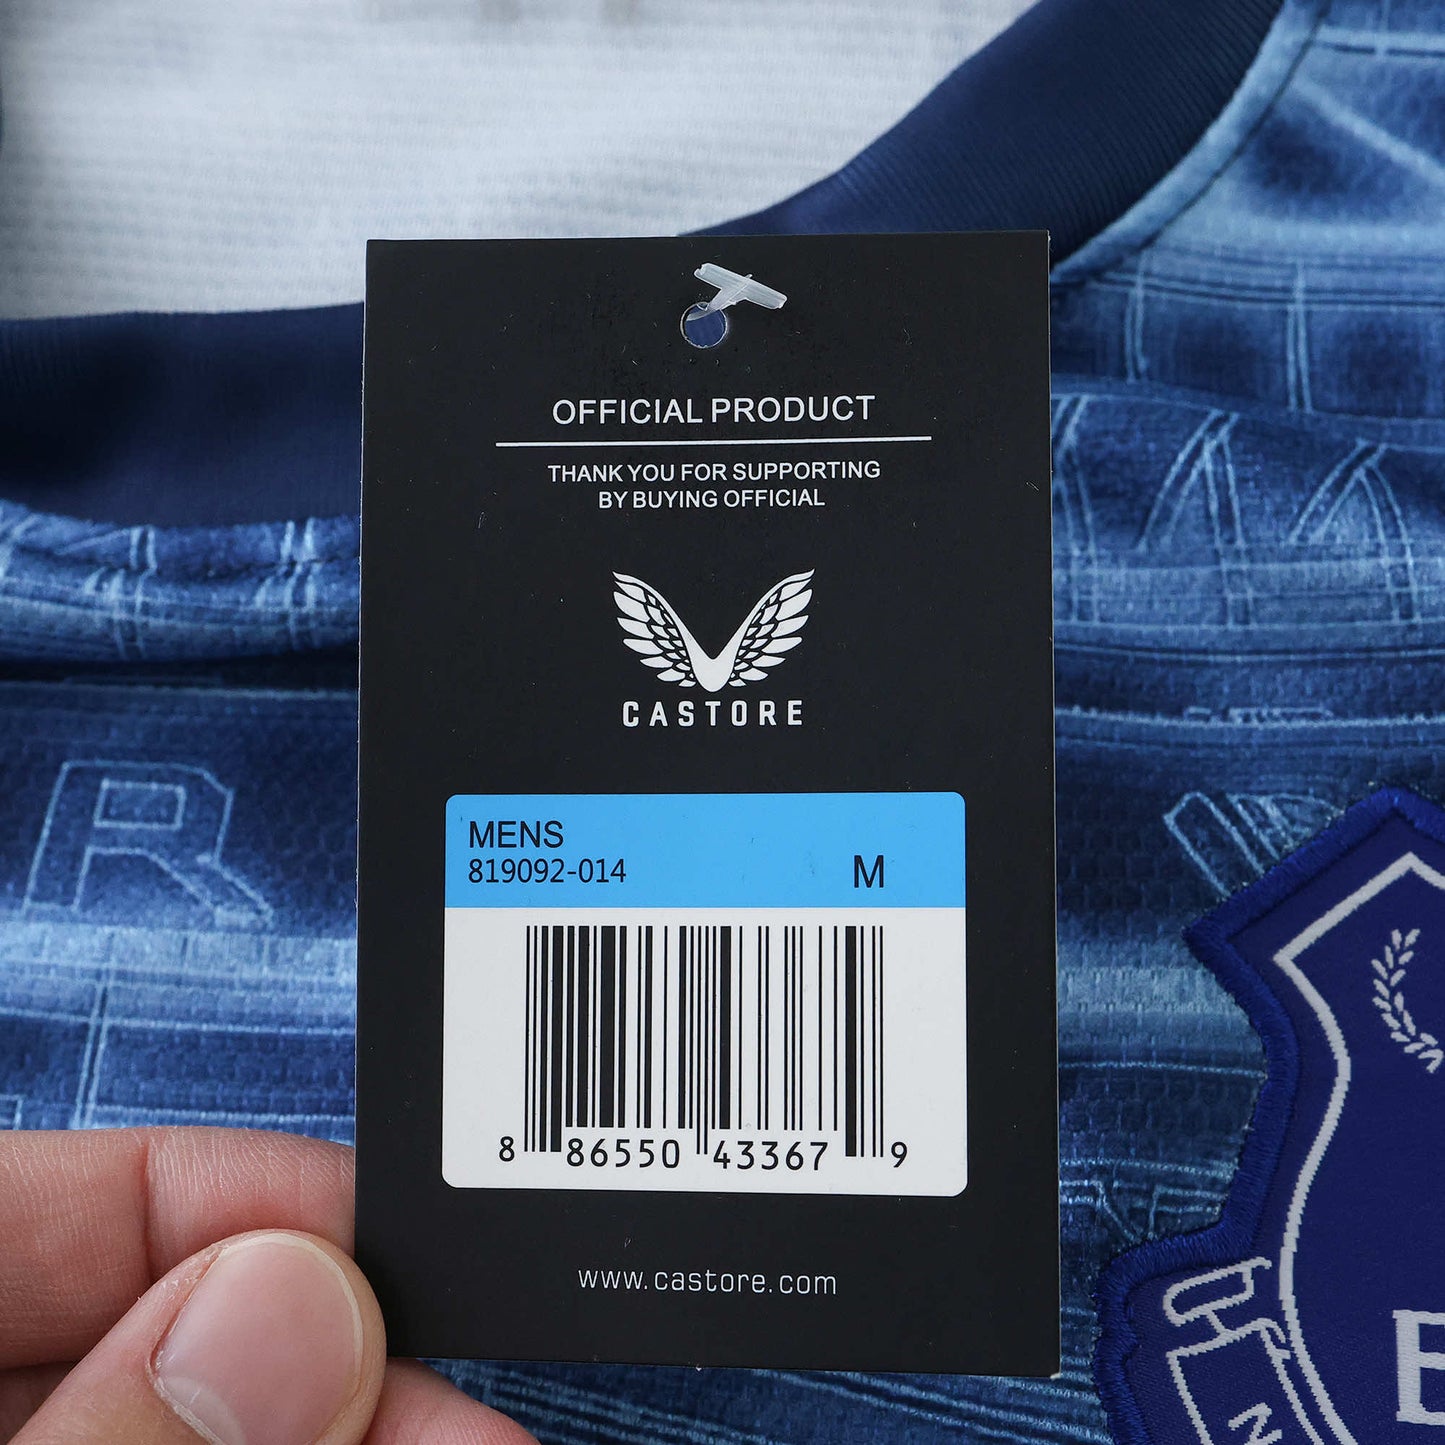 OFFICIAL PRODUCT
THANK YOU FOR SUPPORTING
BY BUYING OFFICIAL
CASTORE
MENS
819092-014 M
8 86550 43367 9
www.castore.com
R
E
N